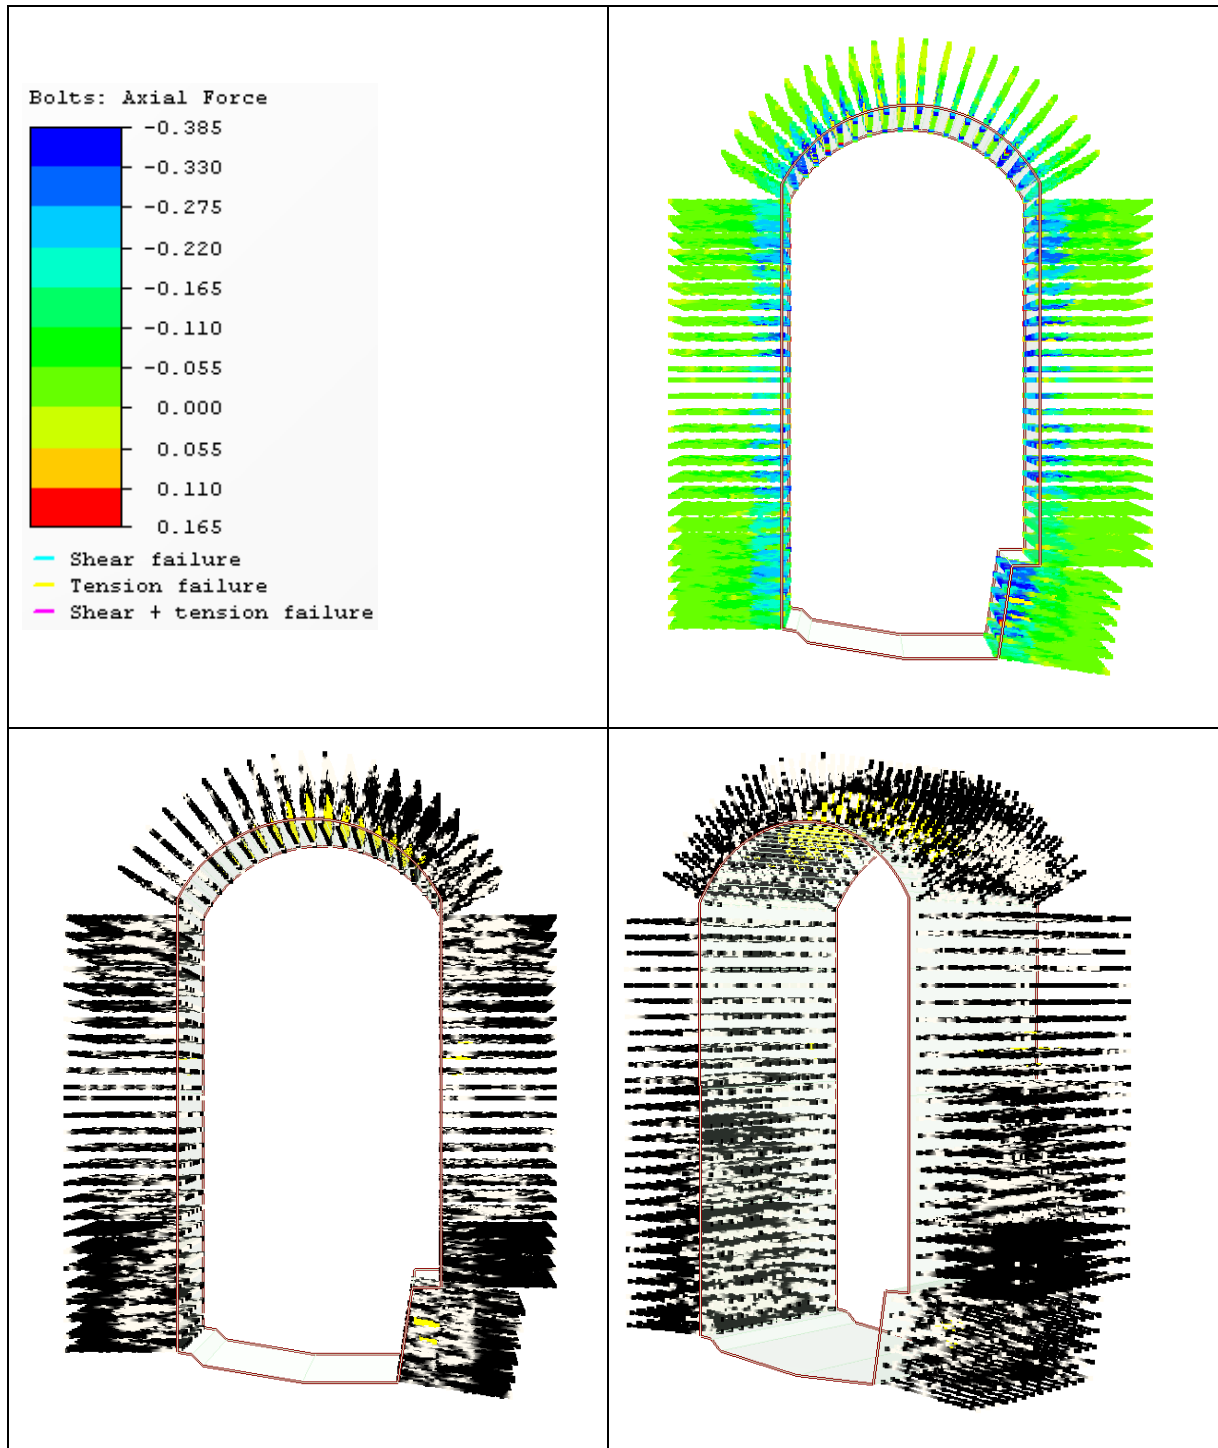 Bolts: Axial Force
-0.385
-0.330
-0.275
-0.220
-0.165
-0.110
-0.055
0.000
0.055
0.110
0.165
Shear failure
Tension failure
Shear + tension failure